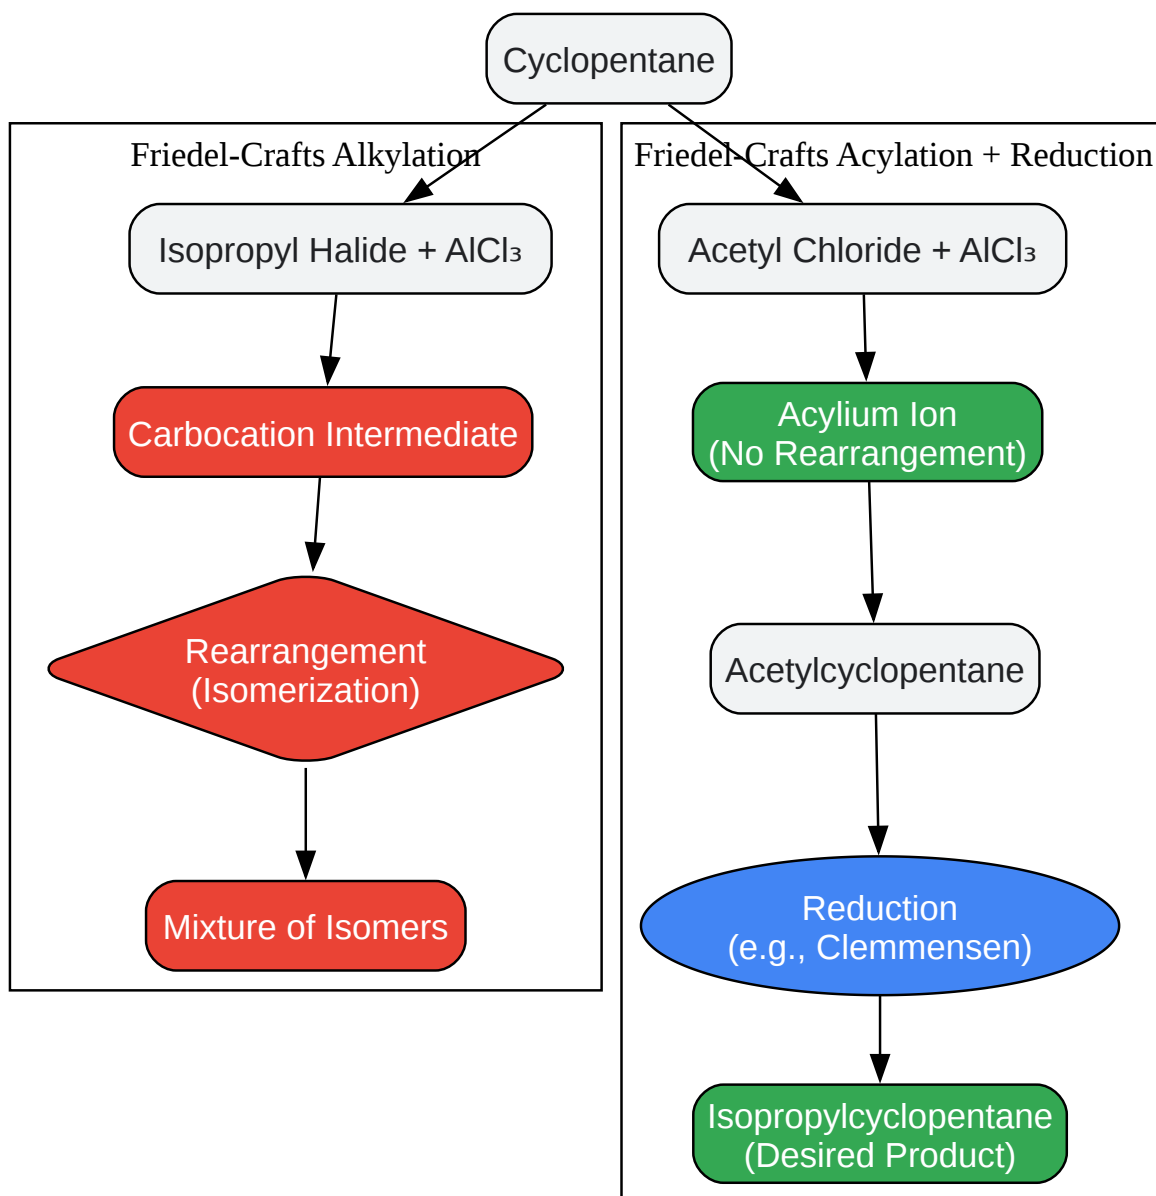 Cyclopentane
Friedel-Crafts Alkylation
Isopropyl Halide + AlCl₃
Carbocation Intermediate
Rearrangement
(Isomerization)
Mixture of Isomers
Friedel-Crafts Acylation + Reduction
Acetyl Chloride + AlCl₃
Acylium Ion
(No Rearrangement)
Acetylcyclopentane
Reduction
(e.g., Clemmensen)
Isopropylcyclopentane
(Desired Product)